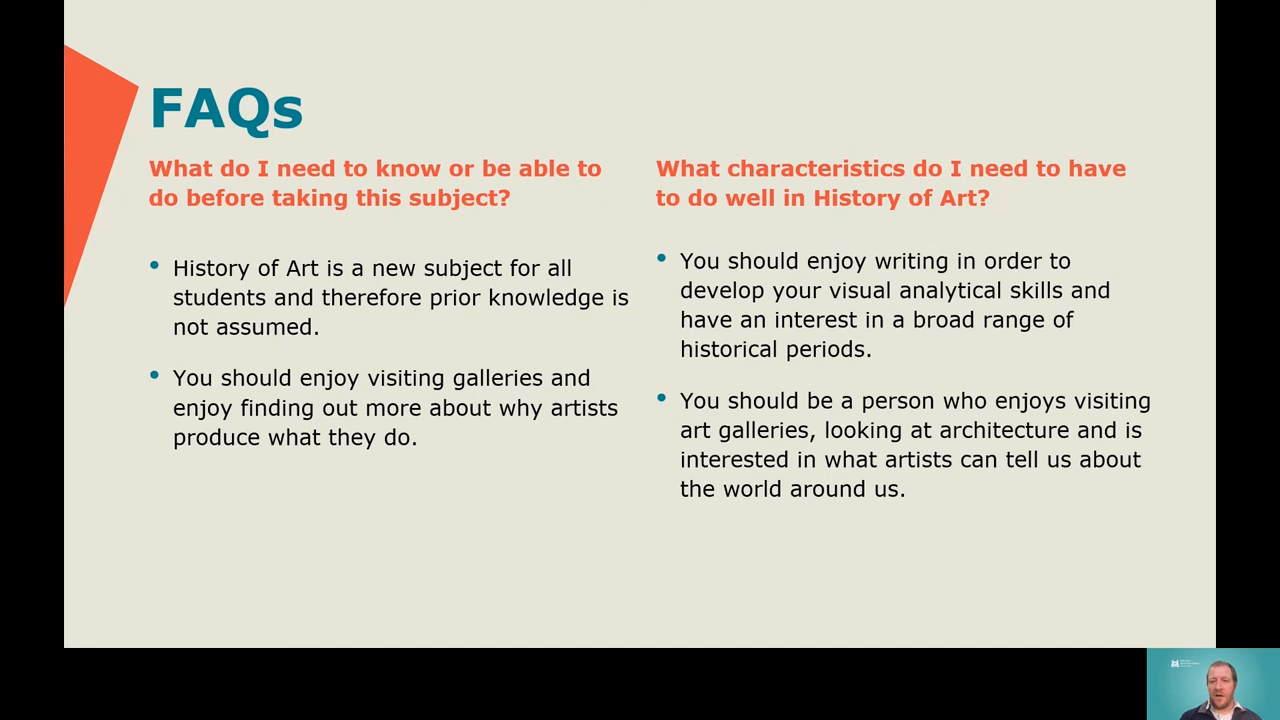 FAQs
What do I need to know or be able to
do before taking this subject?
History of Art is a new subject for all
students and therefore prior knowledge is
not assumed.
You should enjoy visiting galleries and
enjoy finding out more about why artists
produce what they do.
What characteristics do I need to have
to do well in History of Art?
You should enjoy writing in order to
develop your visual analytical skills and
have an interest in a broad range of
historical periods.
You should be a person who enjoys visiting
art galleries, looking at architecture and is
interested in what artists can tell us about
the world around us.